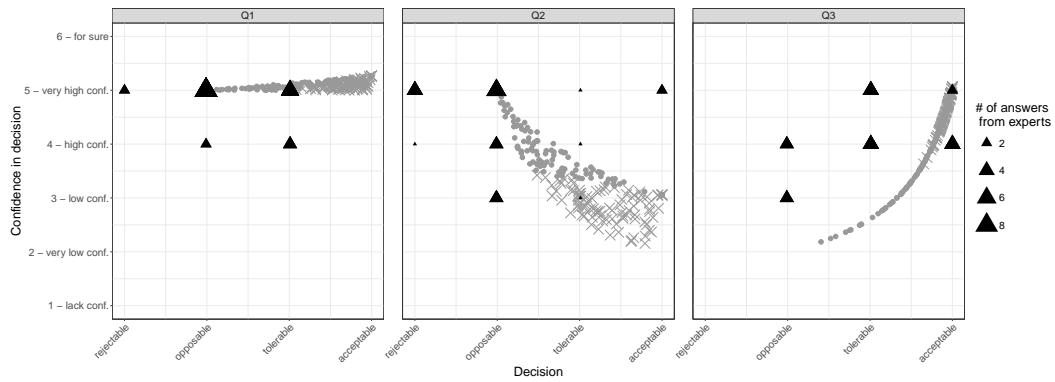 Q1
Q2
Q3
6 – for sure
5 – very high conf.
4 – high conf.
3 – low conf.
2 – very low conf.
1 – lack conf.
Confidence in decision
rejectable
opposable
tolerable
acceptable
rejectable
opposable
tolerable
acceptable
rejectable
opposable
tolerable
acceptable
Decision
# of answers
from experts
2
4
6
8